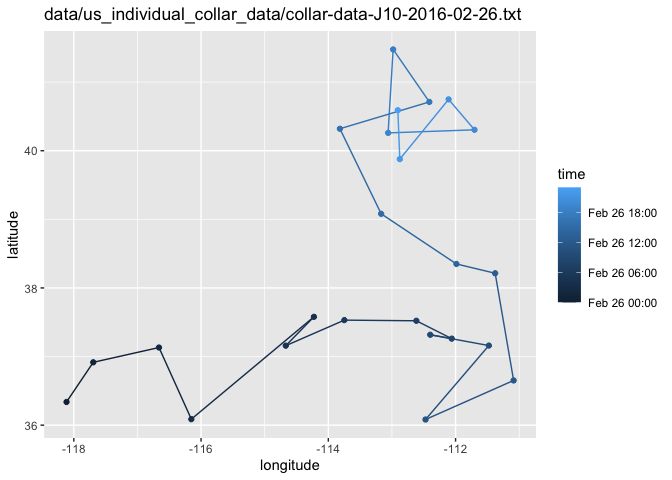 data/us_individual_collar_data/collar-data-J10-2016-02-26.txt
latitude
40
38
36
-118
-116
-114
-112
longitude
time
Feb 26 18:00
Feb 26 12:00
Feb 26 06:00
Feb 26 00:00